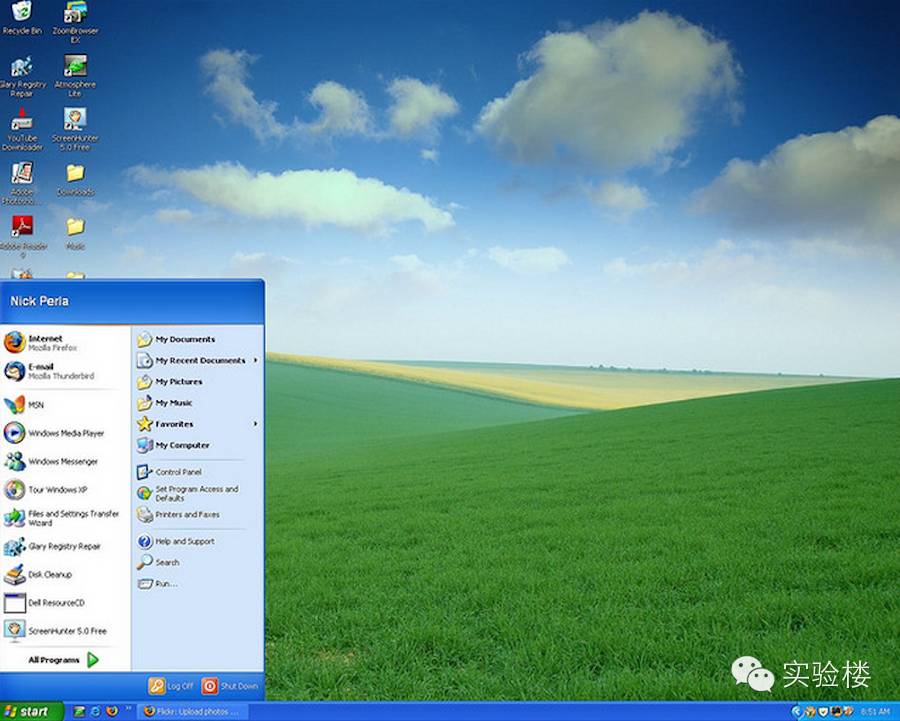 Recycle Bin
ZoomBrowser
EX
Glary Registry
Repair
Atmosphere
Lite
YouTube
Downloader
ScreenHunter
5.0 Free
Adobe
Photosho...
Downloads
Adobe Reader
9
Music
Nick Perla
Internet
Mozilla Firefox
E-mail
Mozilla Thunderbird
MSN
Windows Media Player
Windows Messenger
Tour Windows XP
Files and Settings Transfer
Wizard
Glary Registry Repair
Disk Cleanup
Dell ResourceCD
ScreenHunter 5.0 Free
All Programs
My Documents
My Recent Documents
My Pictures
My Music
Favorites
My Computer
Control Panel
Set Program Access and
Defaults
Printers and Faxes
Help and Support
Search
Run...
Log Off
Shut Down
实验楼
start
Flickr: Upload photos ...
8:51 AM